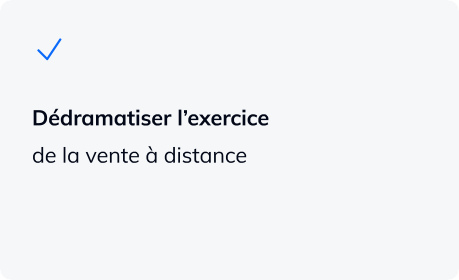 Dédramatiser l’exercice
de la vente à distance